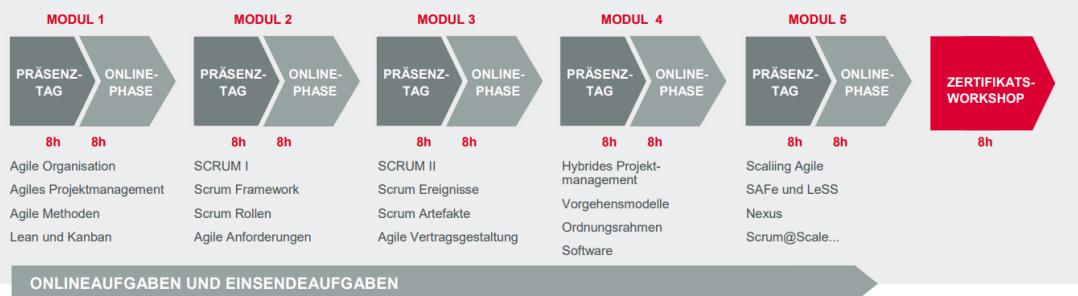 MODUL 1
PRÄSENZ-
TAG
ONLINE-
PHASE
8h 8h
Agile Organisation
Agiles Projektmanagement
Agile Methoden
Lean und Kanban
MODUL 2
PRÄSENZ-
TAG
ONLINE-
PHASE
8h 8h
SCRUM I
Scrum Framework
Scrum Rollen
Agile Anforderungen
MODUL 3
PRÄSENZ-
TAG
ONLINE-
PHASE
8h 8h
SCRUM II
Scrum Ereignisse
Scrum Artefakte
Agile Vertragsgestaltung
MODUL 4
PRÄSENZ-
TAG
ONLINE-
PHASE
8h 8h
Hybrides Projekt-
management
Vorgehensmodelle
Ordnungsrahmen
Software
MODUL 5
PRÄSENZ-
TAG
ONLINE-
PHASE
8h 8h
Scaliing Agile
SAFe und LeSS
Nexus
Scrum@Scale...
ZERTIFIKATS-
WORKSHOP
8h
ONLINEAUFGABEN UND EINSENDEAUFGABEN